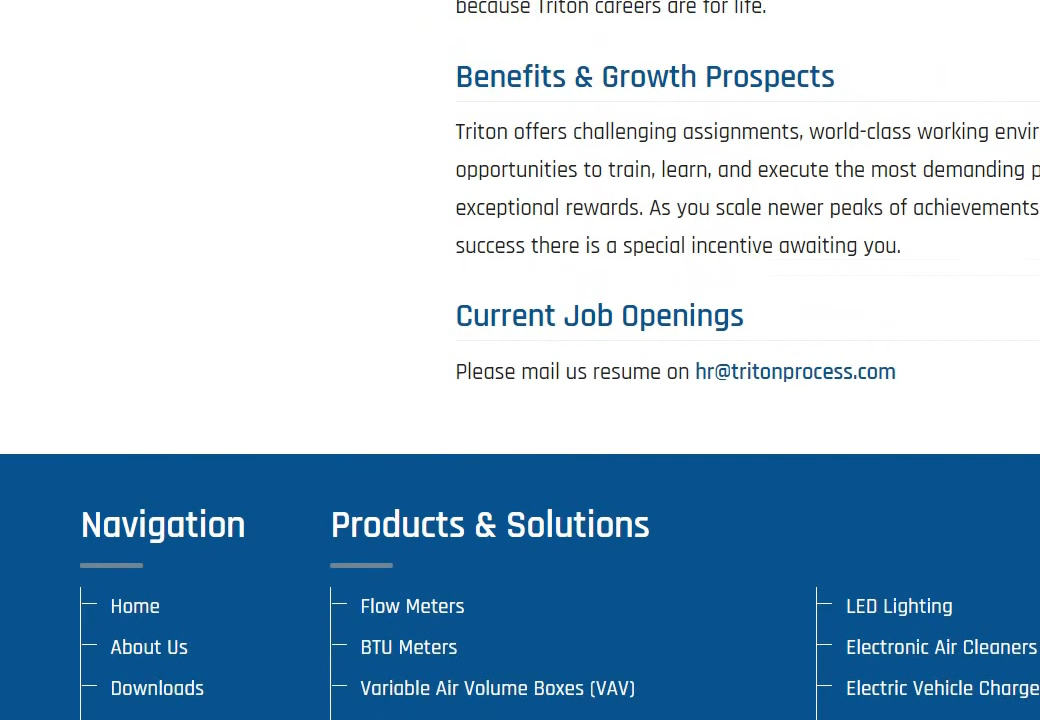 because Triton careers are for life.
Benefits & Growth Prospects
Triton offers challenging assignments, world-class working
opportunities to train, learn, and execute the most demanding
exceptional rewards. As you scale newer peaks of achievements
success there is a special incentive awaiting you.
Current Job Openings
Please mail us resume on hr@tritonprocess.com
Navigation
Products & Solutions
Home
Flow Meters
LED Lighting
About Us
BTU Meters
Electronic Air Cleaners
Downloads
Variable Air Volume Boxes (VAV)
Electric Vehicle